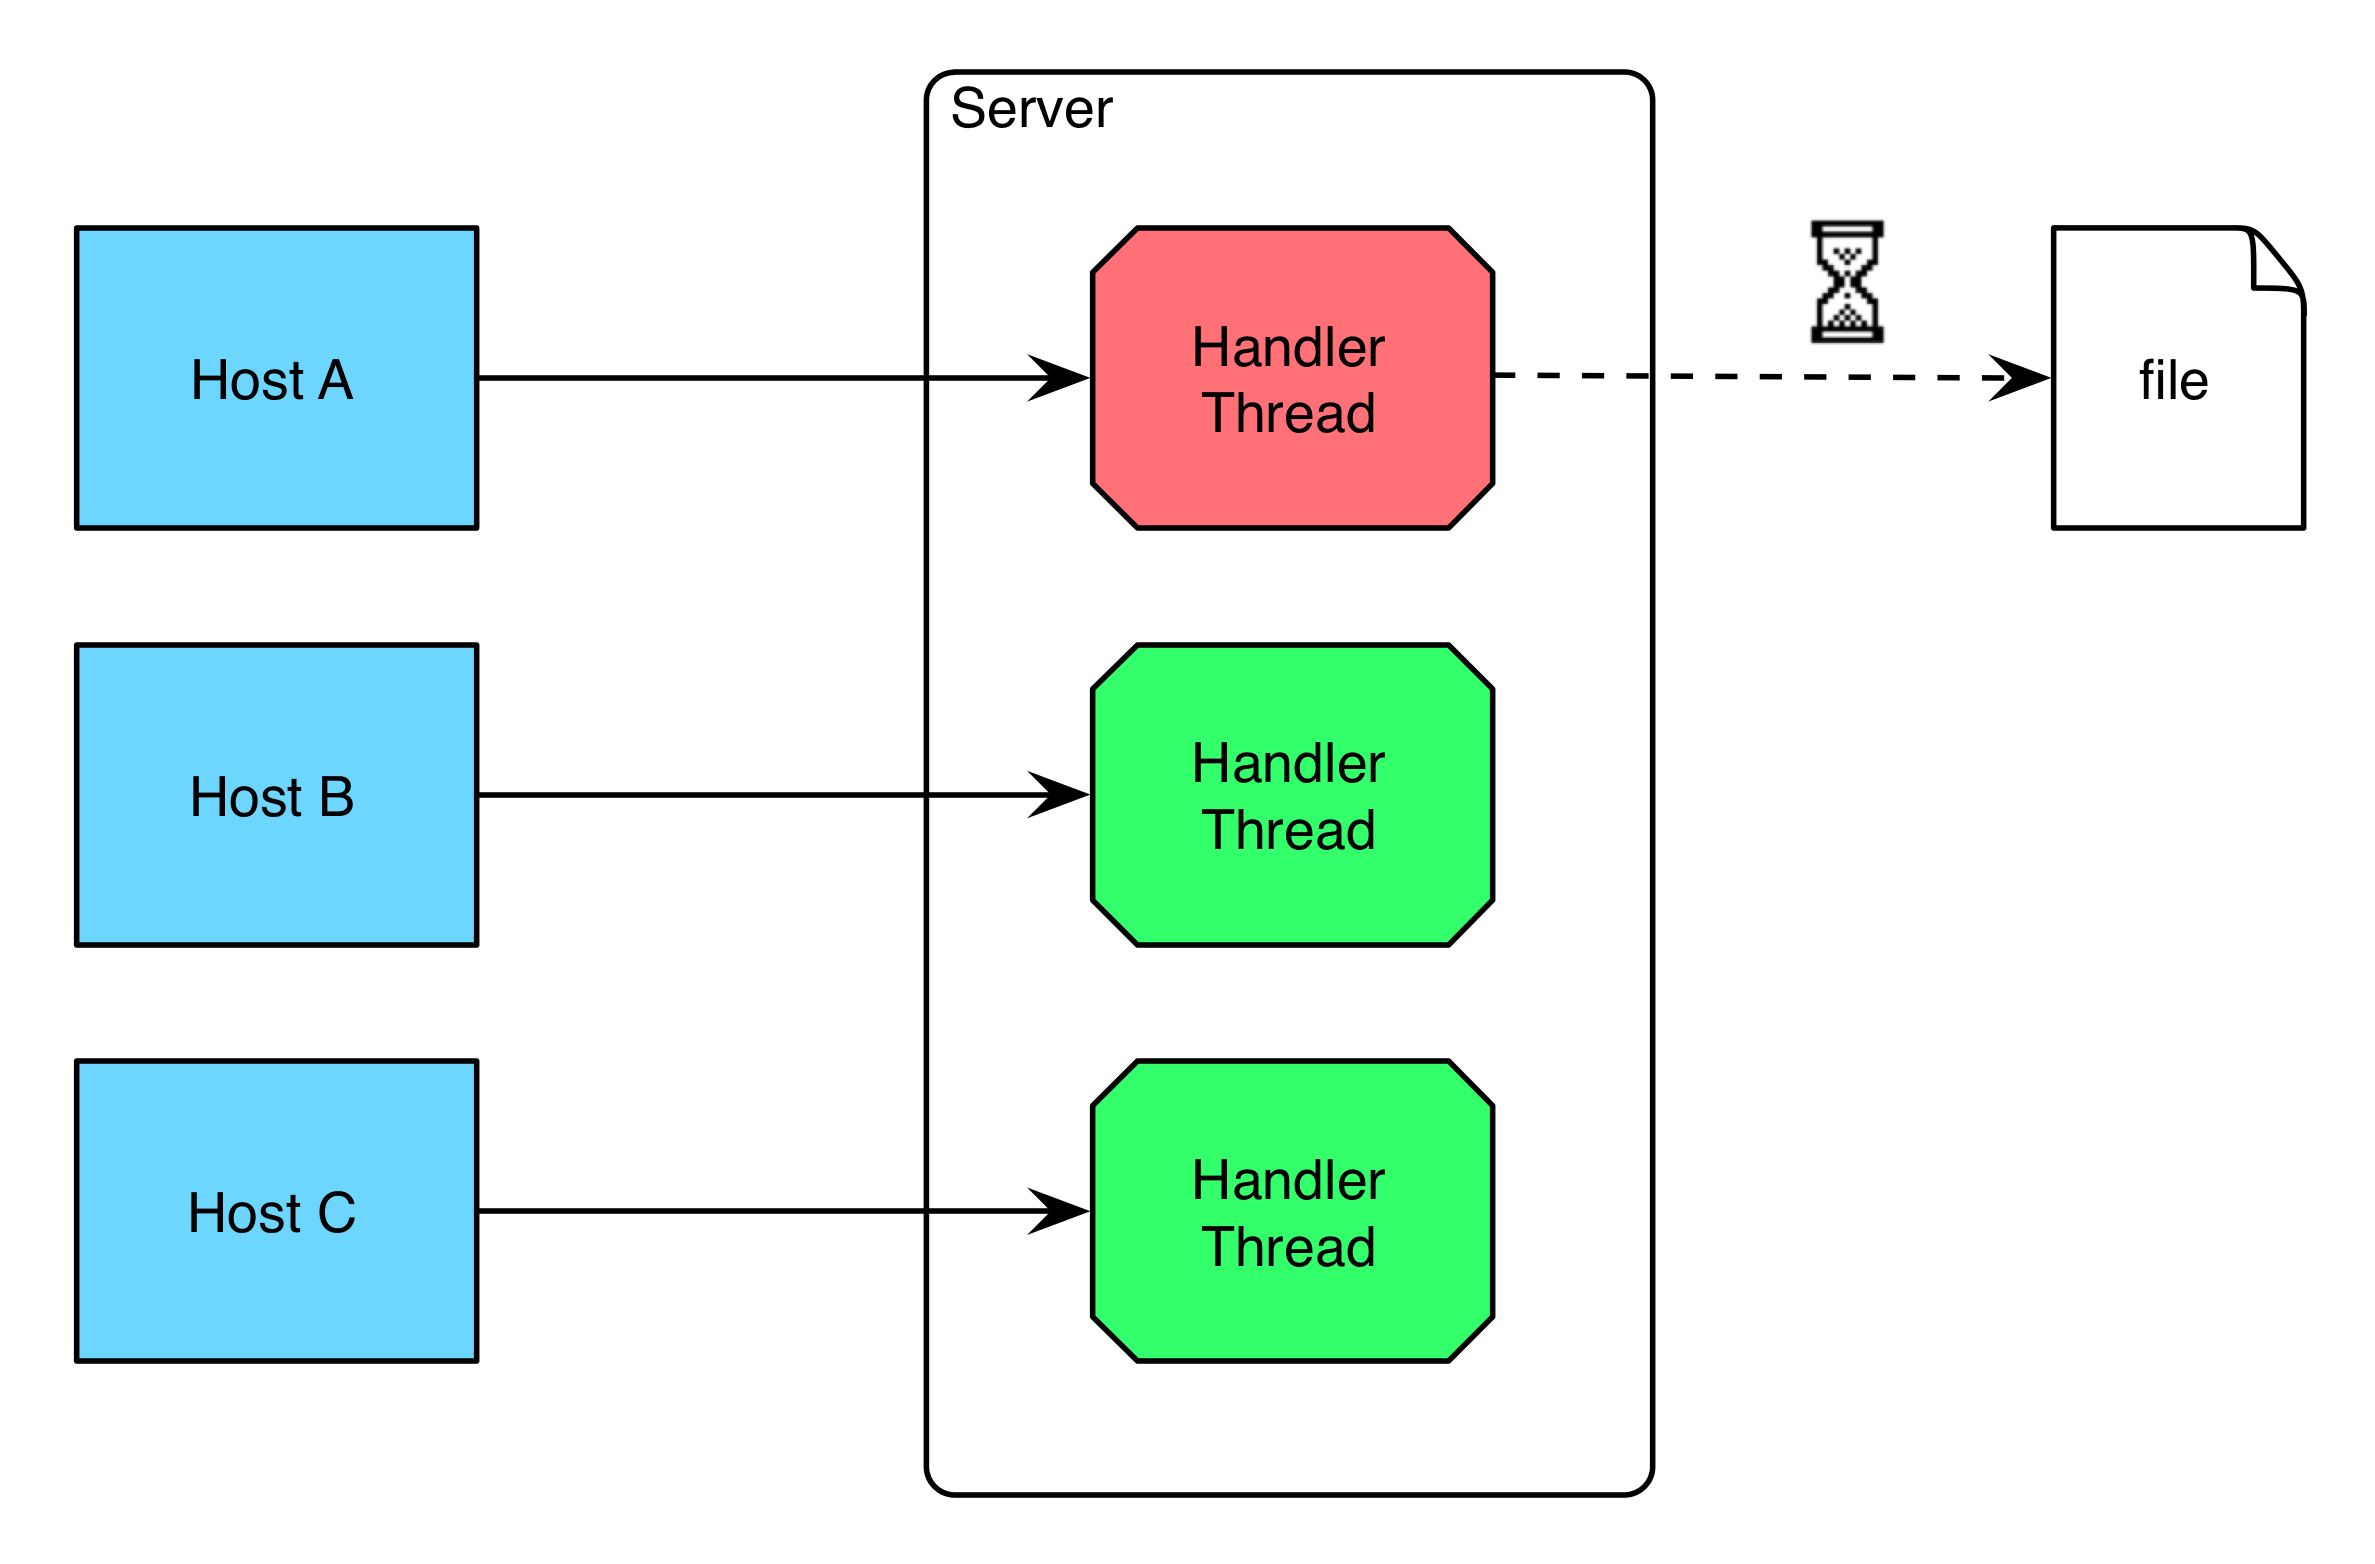 Server
Host A
Handler
Thread
file
Host B
Handler
Thread
Host C
Handler
Thread